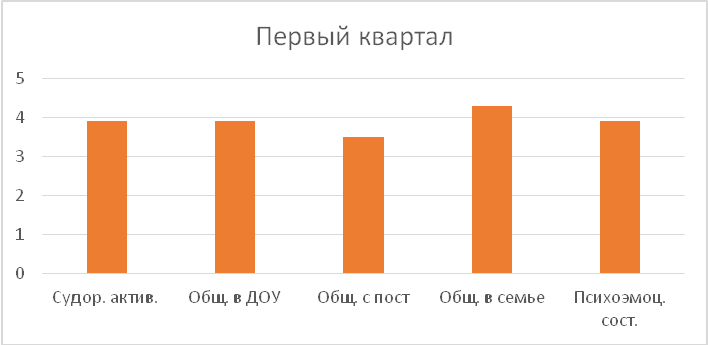 Первый квартал
5
4
3
2
1
0
Судор. актив.
Общ. в ДОУ
Общ. с пост
Общ. в семье
Психоэмоц.
сост.